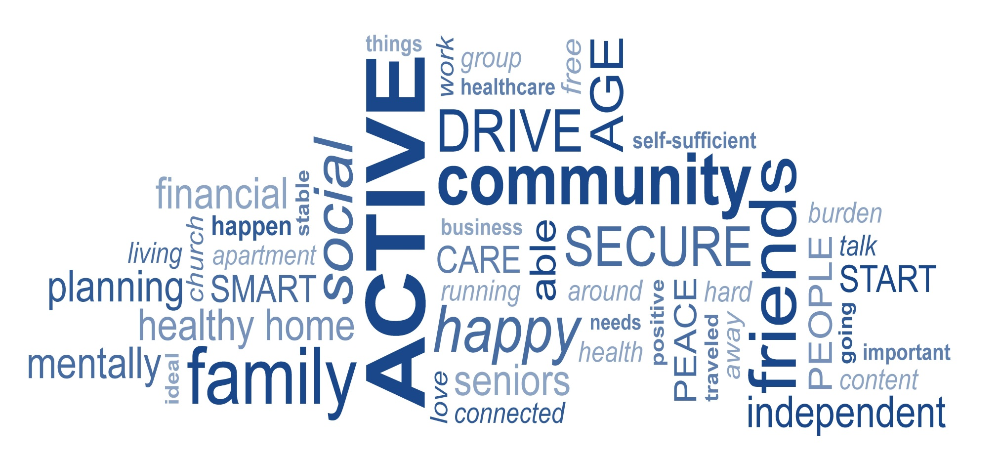 things
work
group
free
AGE
healthcare
ACTIVE
DRIVE
self-sufficient
social
community
friends
financial
stable
happen
church
burden
business
able
SECURE
living
apartment
CARE
PEOPLE
talk
planning
SMART
START
running
around
positive
PEACE
hard
healthy home
happy
needs
traveled
away
going
health
mentally
ideal
family
important
love
seniors
content
connected
independent